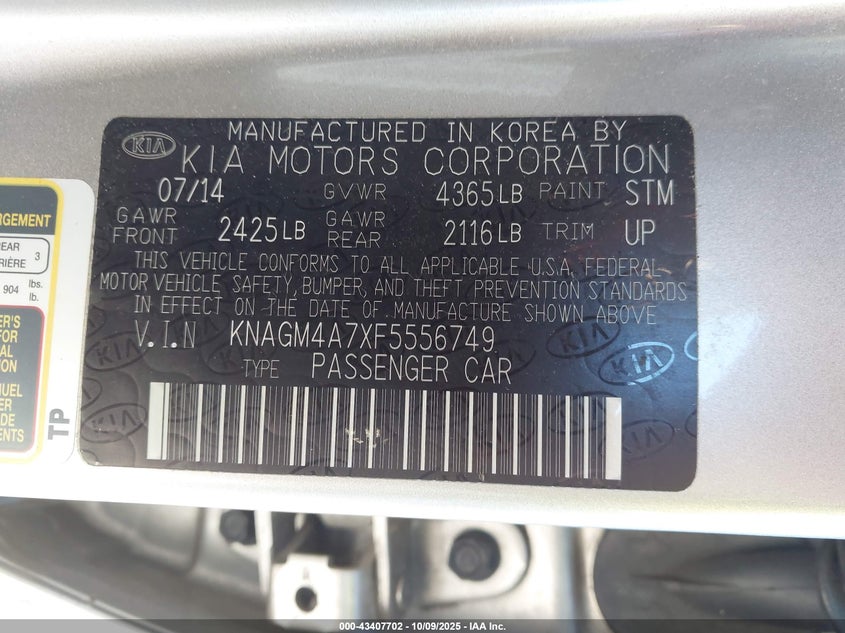 MANUFACTURED IN KOREA BY
KIA KIA MOTORS CORPORATION
07/14 GVWR 4365LB PAINT STM
GAWR FRONT 2425LB GAWR REAR 2116LB TRIM UP
THIS VEHICLE CONFORMS TO ALL APPLICABLE U.S.A. FEDERAL
MOTOR VEHICLE SAFETY, BUMPER, AND THEFT PREVENTION STANDARDS
IN EFFECT ON THE DATE OF MANUFACTURE SHOWN ABOVE
V.I.N KNAGM4A7XF5556749
TYPE PASSENGER CAR
KIA
KIA
TP
3
904 lbs.
lb.
000-43407702 - 10/09/2025 - IAA Inc.